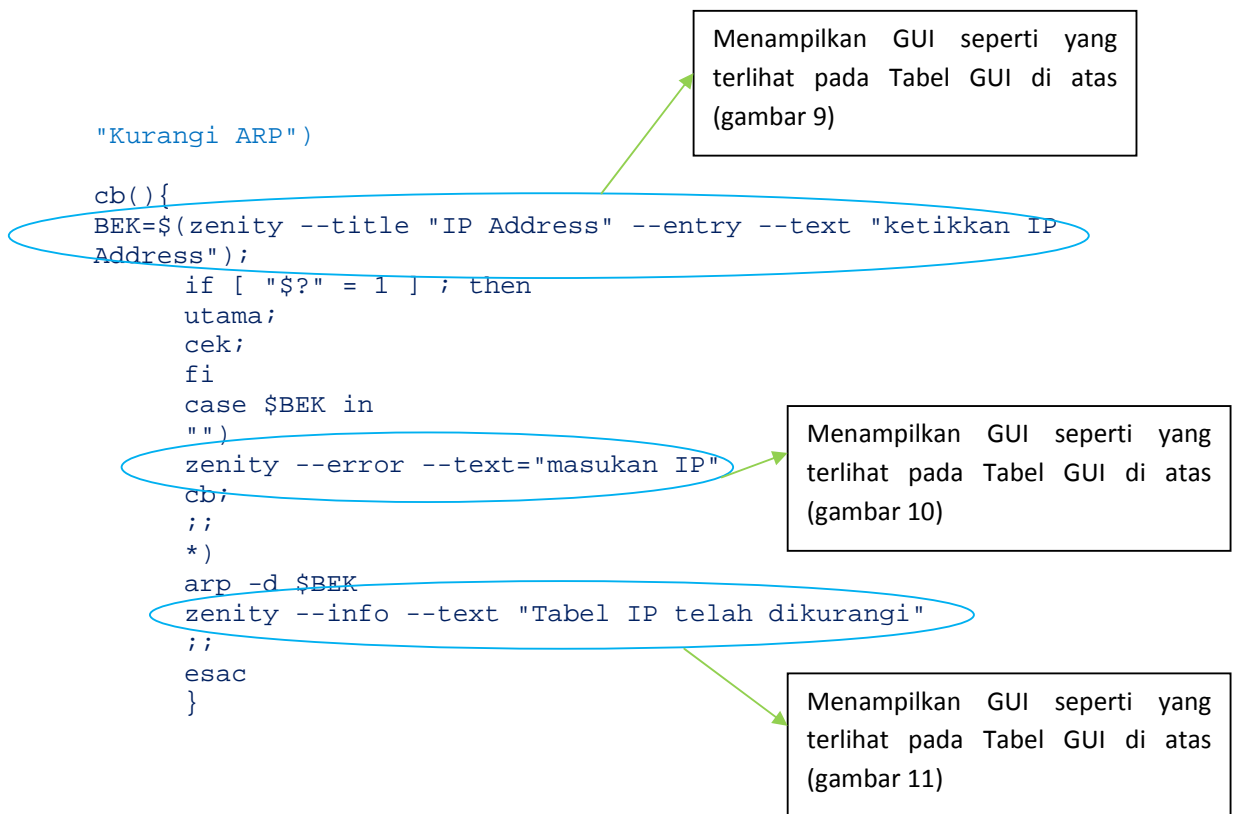 Menampilkan GUI seperti yang
terlihat pada Tabel GUI di atas
(gambar 9)
"Kurangi ARP")
cb(){
BEK=$(zenity --title "IP Address" --entry --text "ketikkan IP
Address");
if [ "$?" = 1 ] ; then
utama;
cek;
fi
case $BEK in
"")
zenity --error --text="masukan IP"
cb;
;;
*)
arp -d $BEK
zenity --info --text "Tabel IP telah dikurangi"
;;
esac
}
Menampilkan GUI seperti yang
terlihat pada Tabel GUI di atas
(gambar 10)
Menampilkan GUI seperti yang
terlihat pada Tabel GUI di atas
(gambar 11)